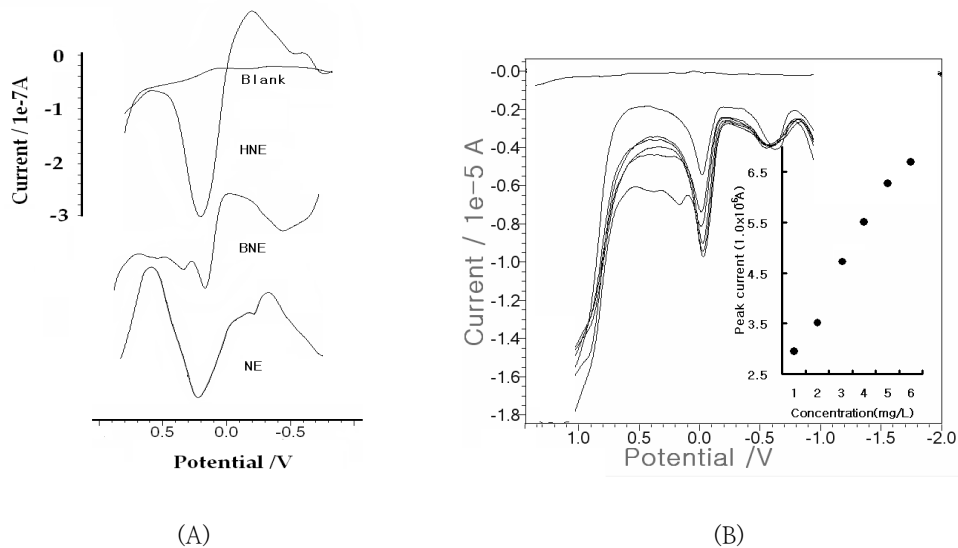 0
-1
-2
-3
Current / 1e-7A
Blank
HNE
BNE
NE
0.5 0.0 -0.5
Potential /V
(A)
-0.0
-0.2
-0.4
-0.6
-0.8
-1.0
-1.2
-1.4
-1.6
-1.8
Current / 1e-5 A
1.0 0.5 0.0 -0.5 -1.0 -1.5 -2.0
Potential /V
6.5
5.5
4.5
3.5
2.5
Peak current (1.0x10⁻⁶A)
1 2 3 4 5 6
Concentration(mg/L)
(B)